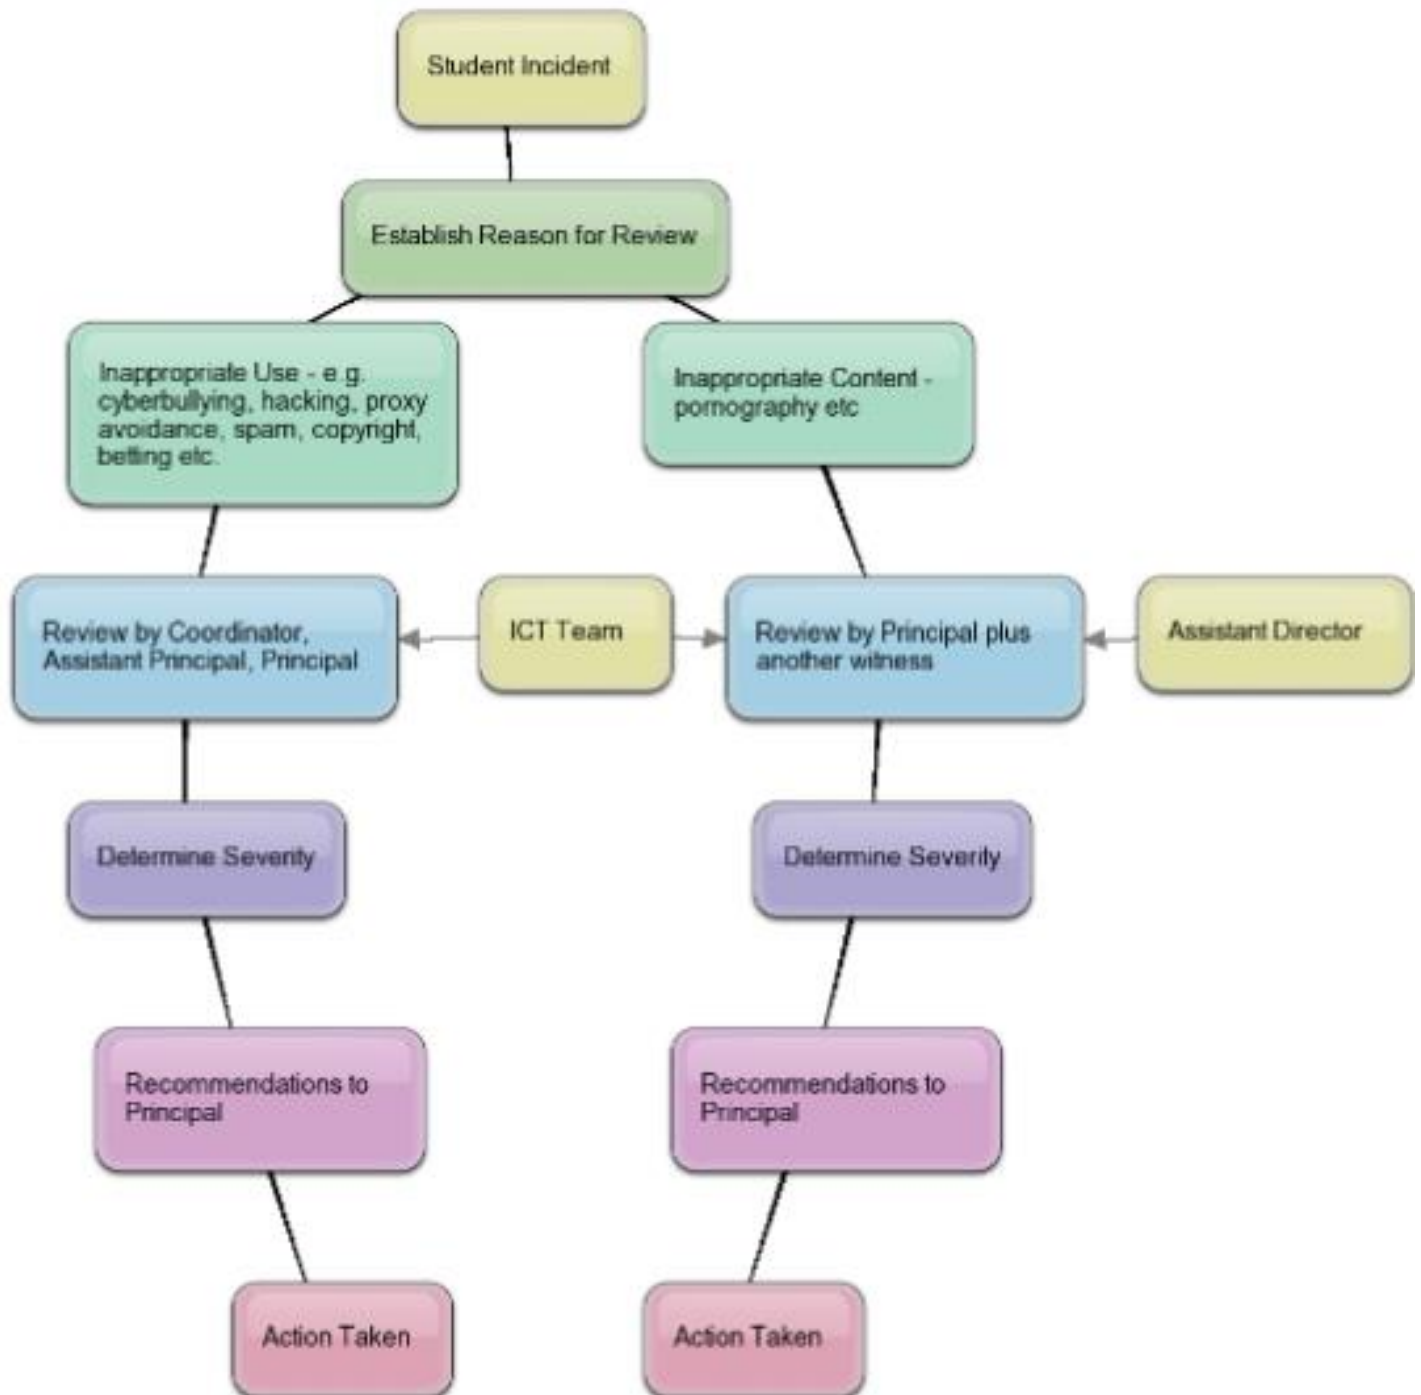 Student Incident
Establish Reason for Review
Inappropriate Use - e.g.
cyberbullying, hacking, proxy
avoidance, spam, copyright,
betting etc.
Inappropriate Content -
pornography etc
Review by Coordinator,
Assistant Principal, Principal
ICT Team
Review by Principal plus
another witness
Assistant Director
Determine Severity
Determine Severity
Recommendations to
Principal
Recommendations to
Principal
Action Taken
Action Taken